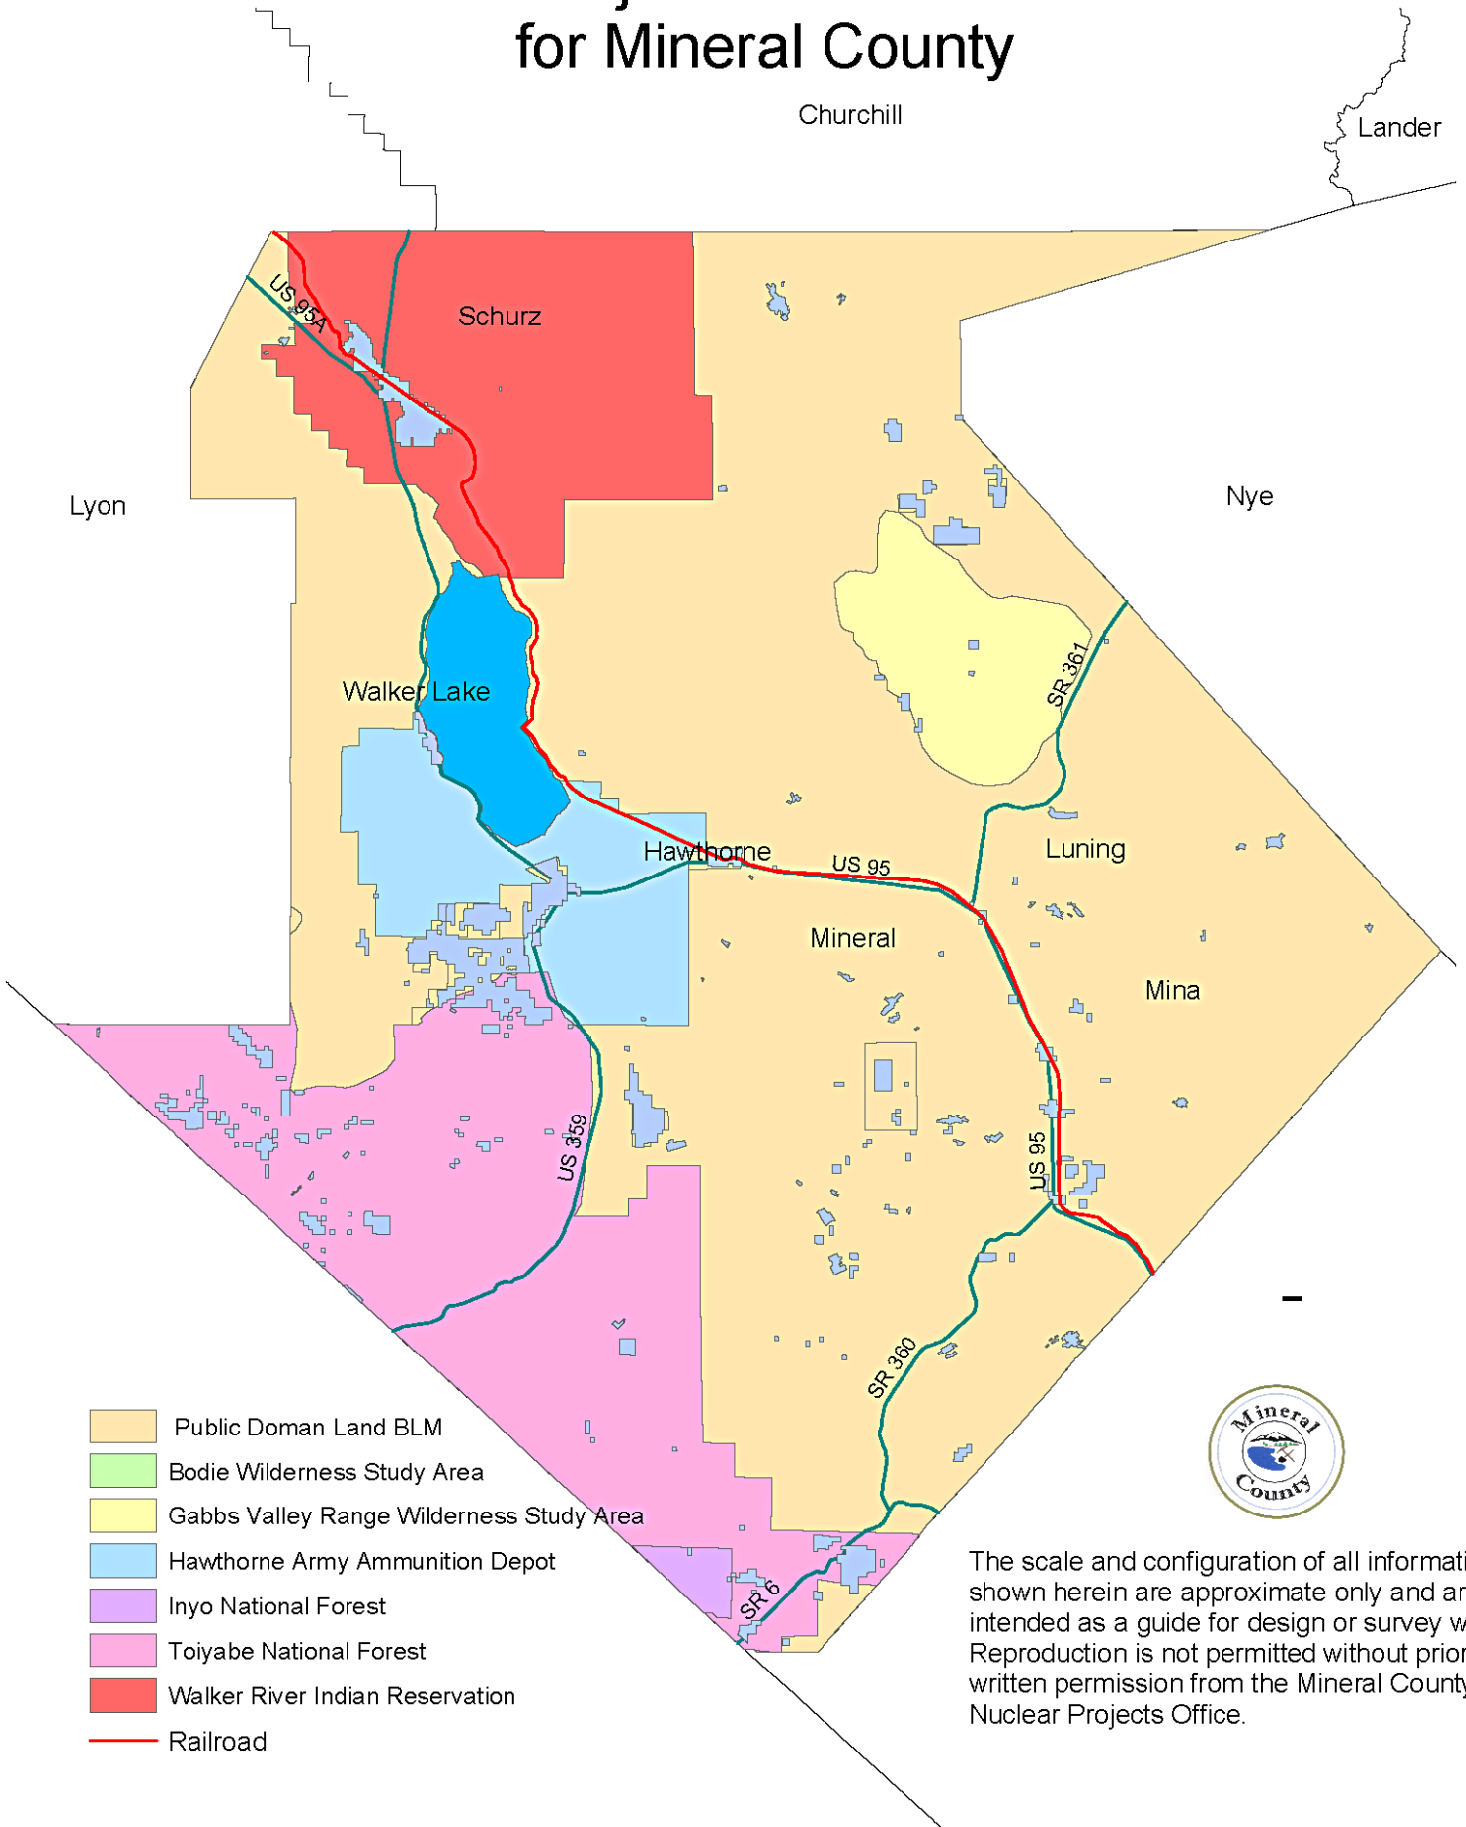 for Mineral County
Churchill
Lander
US 95A
Schurz
Lyon
Nye
SR 361
Walker Lake
Hawthorne
US 95
Luning
Mineral
Mina
US 359
US 95
SR 360
SR 6
Public Doman Land BLM
Bodie Wilderness Study Area
Gabbs Valley Range Wilderness Study Area
Hawthorne Army Ammunition Depot
Inyo National Forest
Toiyabe National Forest
Walker River Indian Reservation
Railroad
Mineral
County
The scale and configuration of all informati
shown herein are approximate only and ar
intended as a guide for design or survey w
Reproduction is not permitted without prior
written permission from the Mineral County
Nuclear Projects Office.